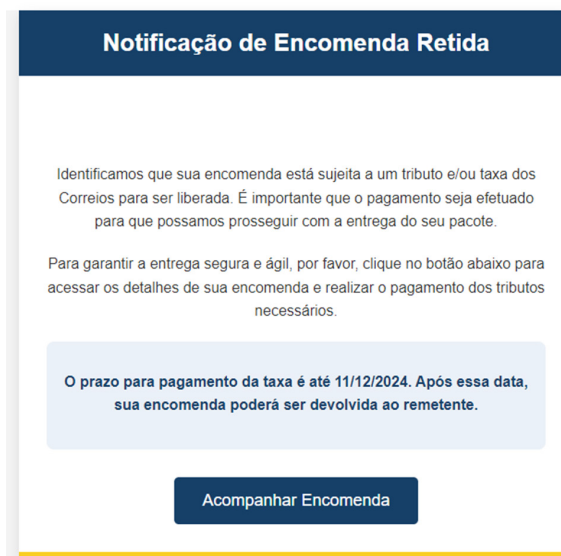 Notificação de Encomenda Retida
Identificamos que sua encomenda está sujeita a um tributo e/ou taxa dos
Correios para ser liberada. É importante que o pagamento seja efetuado
para que possamos prosseguir com a entrega do seu pacote.
Para garantir a entrega segura e ágil, por favor, clique no botão abaixo para
acessar os detalhes de sua encomenda e realizar o pagamento dos tributos
necessários.
O prazo para pagamento da taxa é até 11/12/2024. Após essa data,
sua encomenda poderá ser devolvida ao remetente.
Acompanhar Encomenda